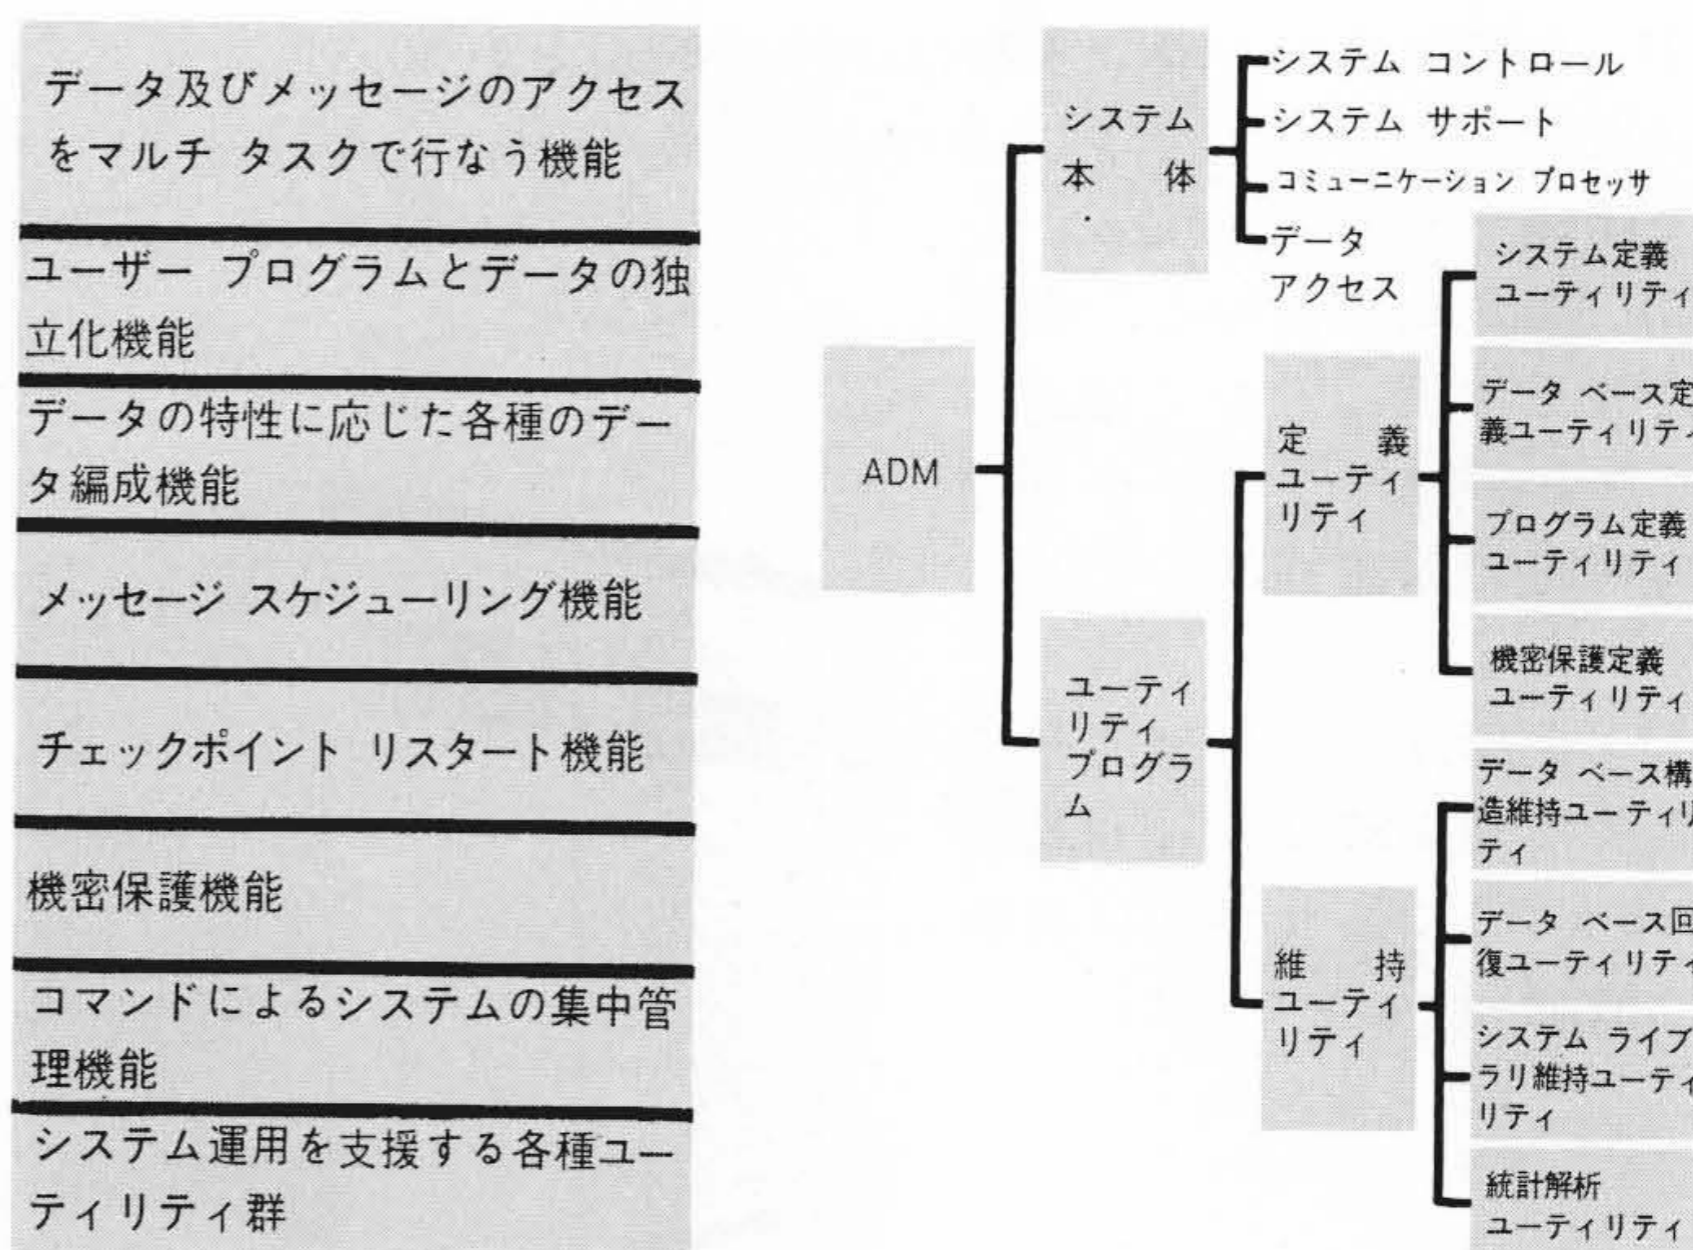 データ及びメッセージのアクセス
をマルチ タスクで行なう機能
ユーザー プログラムとデータの独
立化機能
データの特性に応じた各種のデー
タ編成機能
メッセージ スケジューリング機能
チェックポイント リスタート機能
機密保護機能
コマンドによるシステムの集中管
理機能
システム運用を支援する各種ユー
ティリティ群
ADM
システム
本 体
システム コントロール
システム サポート
コミューニケーション プロセッサ
データ
アクセス
ユーティ
リティ
プログラ
ム
定 義
ユーティ
リティ
システム定義
ユーティリティ
データ ベース定
義ユーティリティ
プログラム定義
ユーティリティ
機密保護定義
ユーティリティ
維 持
ユーティ
リティ
データ ベース構
造維持ユーティリ
ティ
データ ベース回
復ユーティリティ
システム ライブ
ラリ維持ユーティ
リティ
統計解析
ユーティリティ